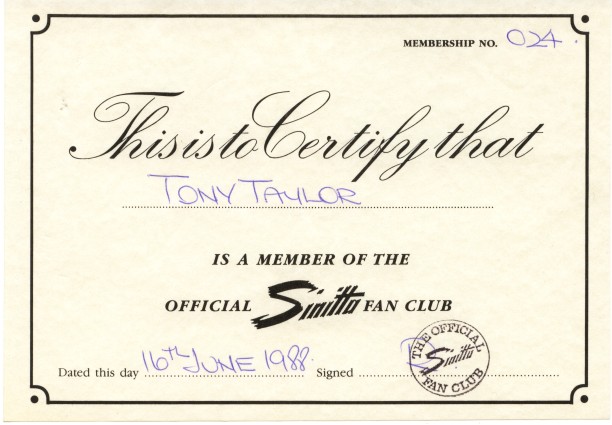 MEMBERSHIP NO. 024.
This is to Certify that
TONY TAYLOR
IS A MEMBER OF THE
OFFICIAL Sinitta FAN CLUB
Dated this day 16TH JUNE 1988. Signed
THE OFFICIAL
Sinitta
FAN CLUB